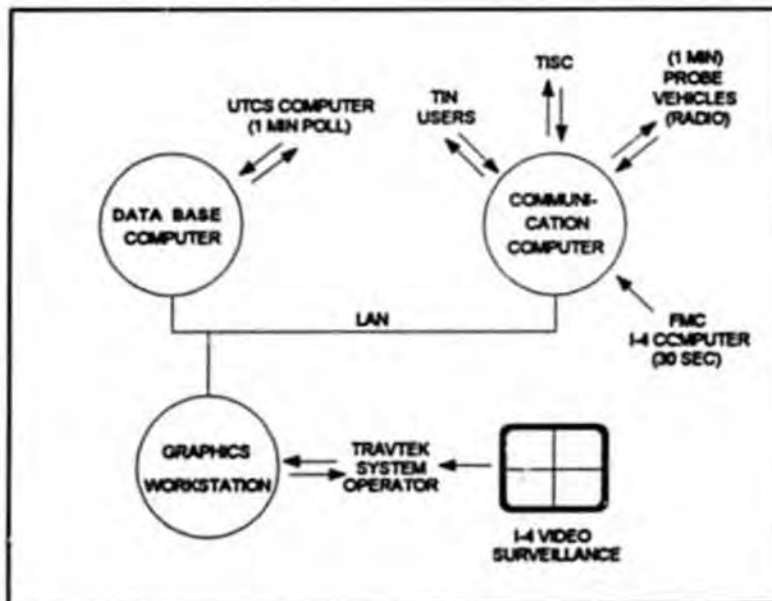 UTCS COMPUTER
(1 MIN POLL)
DATA BASE
COMPUTER
TIN
USERS
TISC
(1 MIN)
PROBE
VEHICLES
(RADIO)
COMMUNI-
CATION
COMPUTER
LAN
FMC
I-4 COMPUTER
(30 SEC)
GRAPHICS
WORKSTATION
TRAVTEK
SYSTEM
OPERATOR
I-4 VIDEO
SURVEILLANCE